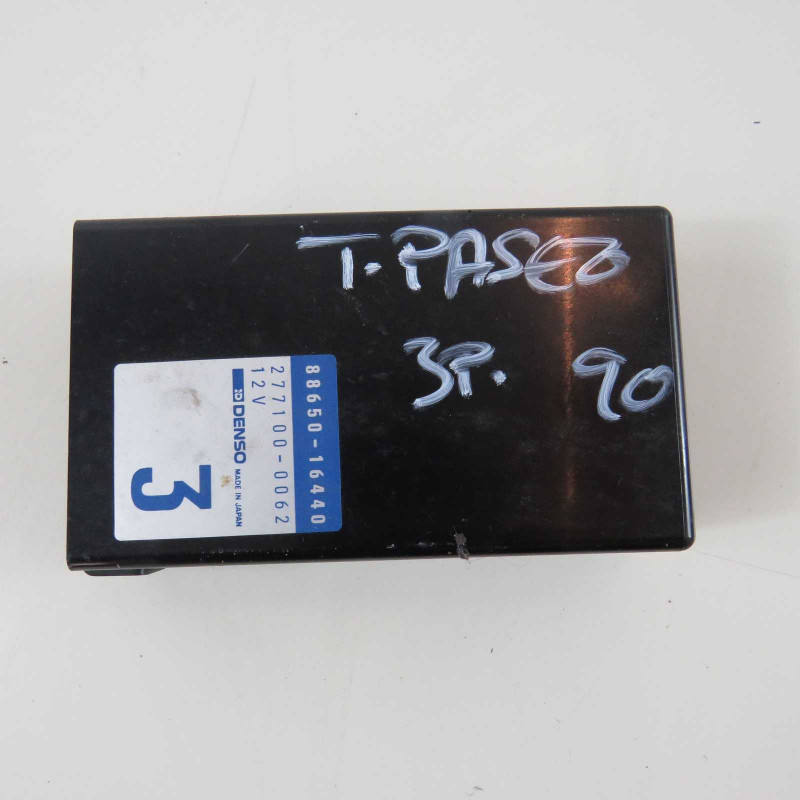 T. PASEO
3P. 90
88650-16440
277100-0062
12V
DENSO MADE IN JAPAN
3